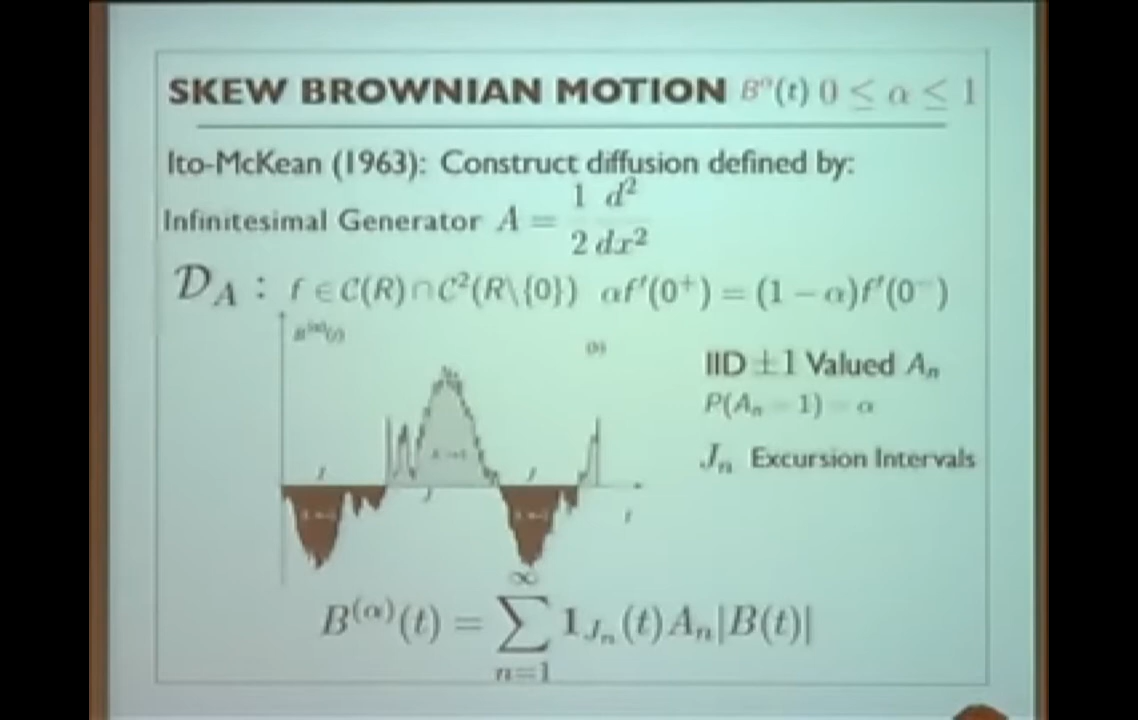 SKEW BROWNIAN MOTION B^α(t) 0 ≤ α ≤ 1
Ito-McKean (1963): Construct diffusion defined by:
Infinitesimal Generator A = 1/2 d²/dx²
𝒟_A : f ∈ C(R) ∩ C²(R\{0}) αf′(0⁺) = (1 − α)f′(0⁻)
B^(α)(t)
IID ±1 Valued A_n
P(A_n = 1) = α
J_n Excursion Intervals
t
B^(α)(t) = ∑_{n=1}^{∞} 1_{J_n}(t) A_n |B(t)|